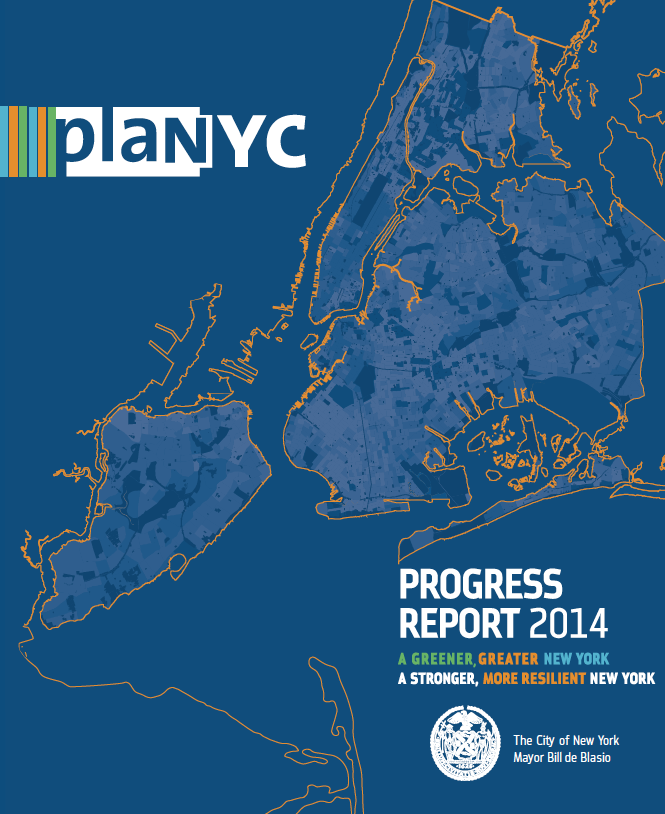 plaNYC
PROGRESS
REPORT 2014
A GREENER, GREATER NEW YORK
A STRONGER, MORE RESILIENT NEW YORK
The City of New York
Mayor Bill de Blasio